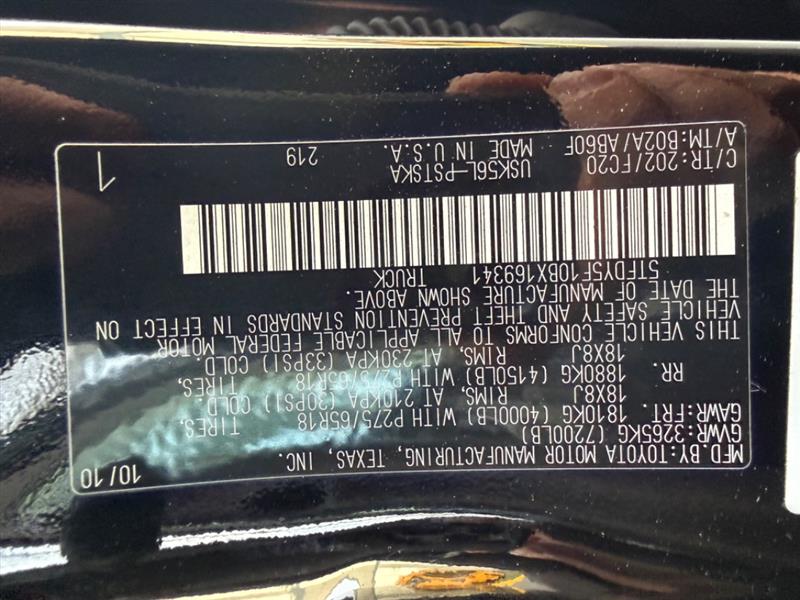 MFD.BY:TOYOTA MOTOR MANUFACTURING, TEXAS, INC. 10/10
GVWR:3265KG(7200LB)
GAWR:FRT. 1810KG (4000LB) WITH P275/65R18 TIRES,
18X8J RIMS, AT 210KPA (30PSI) COLD
RR. 1880KG (4150LB) WITH P275/65R18 TIRES,
18X8J RIMS, AT 230KPA (33PSI) COLD.
THIS VEHICLE CONFORMS TO ALL APPLICABLE FEDERAL MOTOR
VEHICLE SAFETY AND THEFT PREVENTION STANDARDS IN EFFECT ON
THE DATE OF MANUFACTURE SHOWN ABOVE.
5TFDY5F10BX169341 TRUCK
C/TR:202/FC20 USK56L-PSTSKA 219
A/TM:B02A/AB60F MADE IN U.S.A.
1